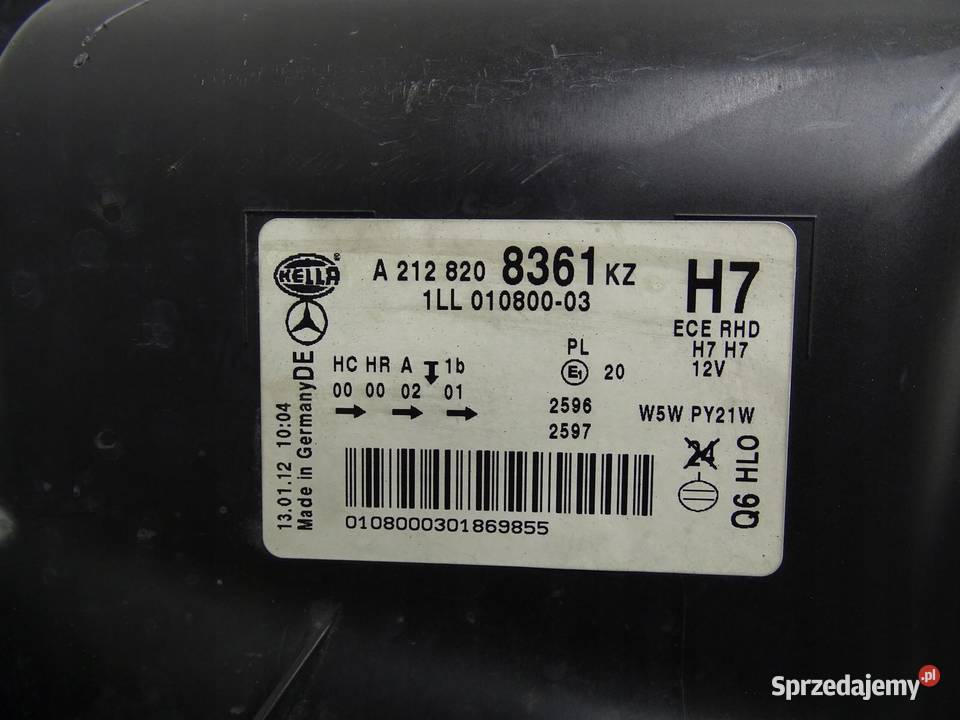 HELLA
A 212 820 8361 KZ
1LL 010800-03
H7
ECE RHD
H7 H7
12V
DE
HC HR A 1b
00 00 02 01
PL
E1 20
2596
2597
W5W PY21W
24
Q6 HLO
13.01.12 10:04
Made in Germany
0108000301869855
Sprzedajemy.pl